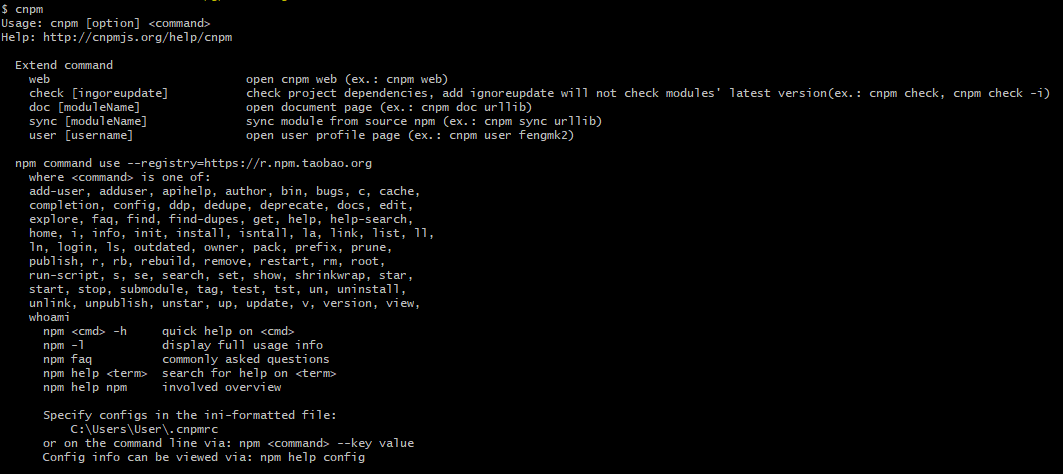 $ cnpm
Usage: cnpm [option] <command>
Help: http://cnpmjs.org/help/cnpm
Extend command
web open cnpm web (ex.: cnpm web)
check [ingoreupdate] check project dependencies, add ignoreupdate will not check modules' latest version(ex.: cnpm check, cnpm check -i)
doc [moduleName] open document page (ex.: cnpm doc urllib)
sync [moduleName] sync module from source npm (ex.: cnpm sync urllib)
user [username] open user profile page (ex.: cnpm user fengmk2)
npm command use --registry=https://r.npm.taobao.org
where <command> is one of:
add-user, adduser, apihelp, author, bin, bugs, c, cache,
completion, config, ddp, dedupe, deprecate, docs, edit,
explore, faq, find, find-dupes, get, help, help-search,
home, i, info, init, install, isntall, la, link, list, ll,
ln, login, ls, outdated, owner, pack, prefix, prune,
publish, r, rb, rebuild, remove, restart, rm, root,
run-script, s, se, search, set, show, shrinkwrap, star,
start, stop, submodule, tag, test, tst, un, uninstall,
unlink, unpublish, unstar, up, update, v, version, view,
whoami
npm <cmd> -h quick help on <cmd>
npm -l display full usage info
npm faq commonly asked questions
npm help <term> search for help on <term>
npm help npm involved overview
Specify configs in the ini-formatted file:
C:\Users\User\.cnpmrc
or on the command line via: npm <command> --key value
Config info can be viewed via: npm help config